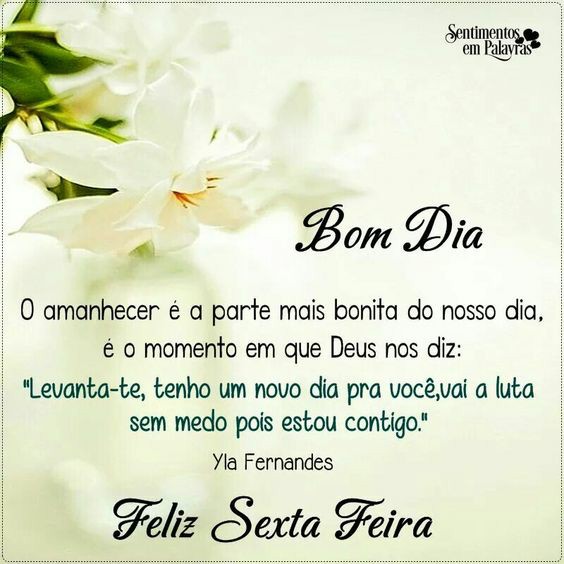 Sentimentos
em Palavras
Bom Dia
O amanhecer é a parte mais bonita do nosso dia,
é o momento em que Deus nos diz:
"Levanta-te, tenho um novo dia pra você,vai a luta
sem medo pois estou contigo."
Yla Fernandes
Feliz Sexta Feira